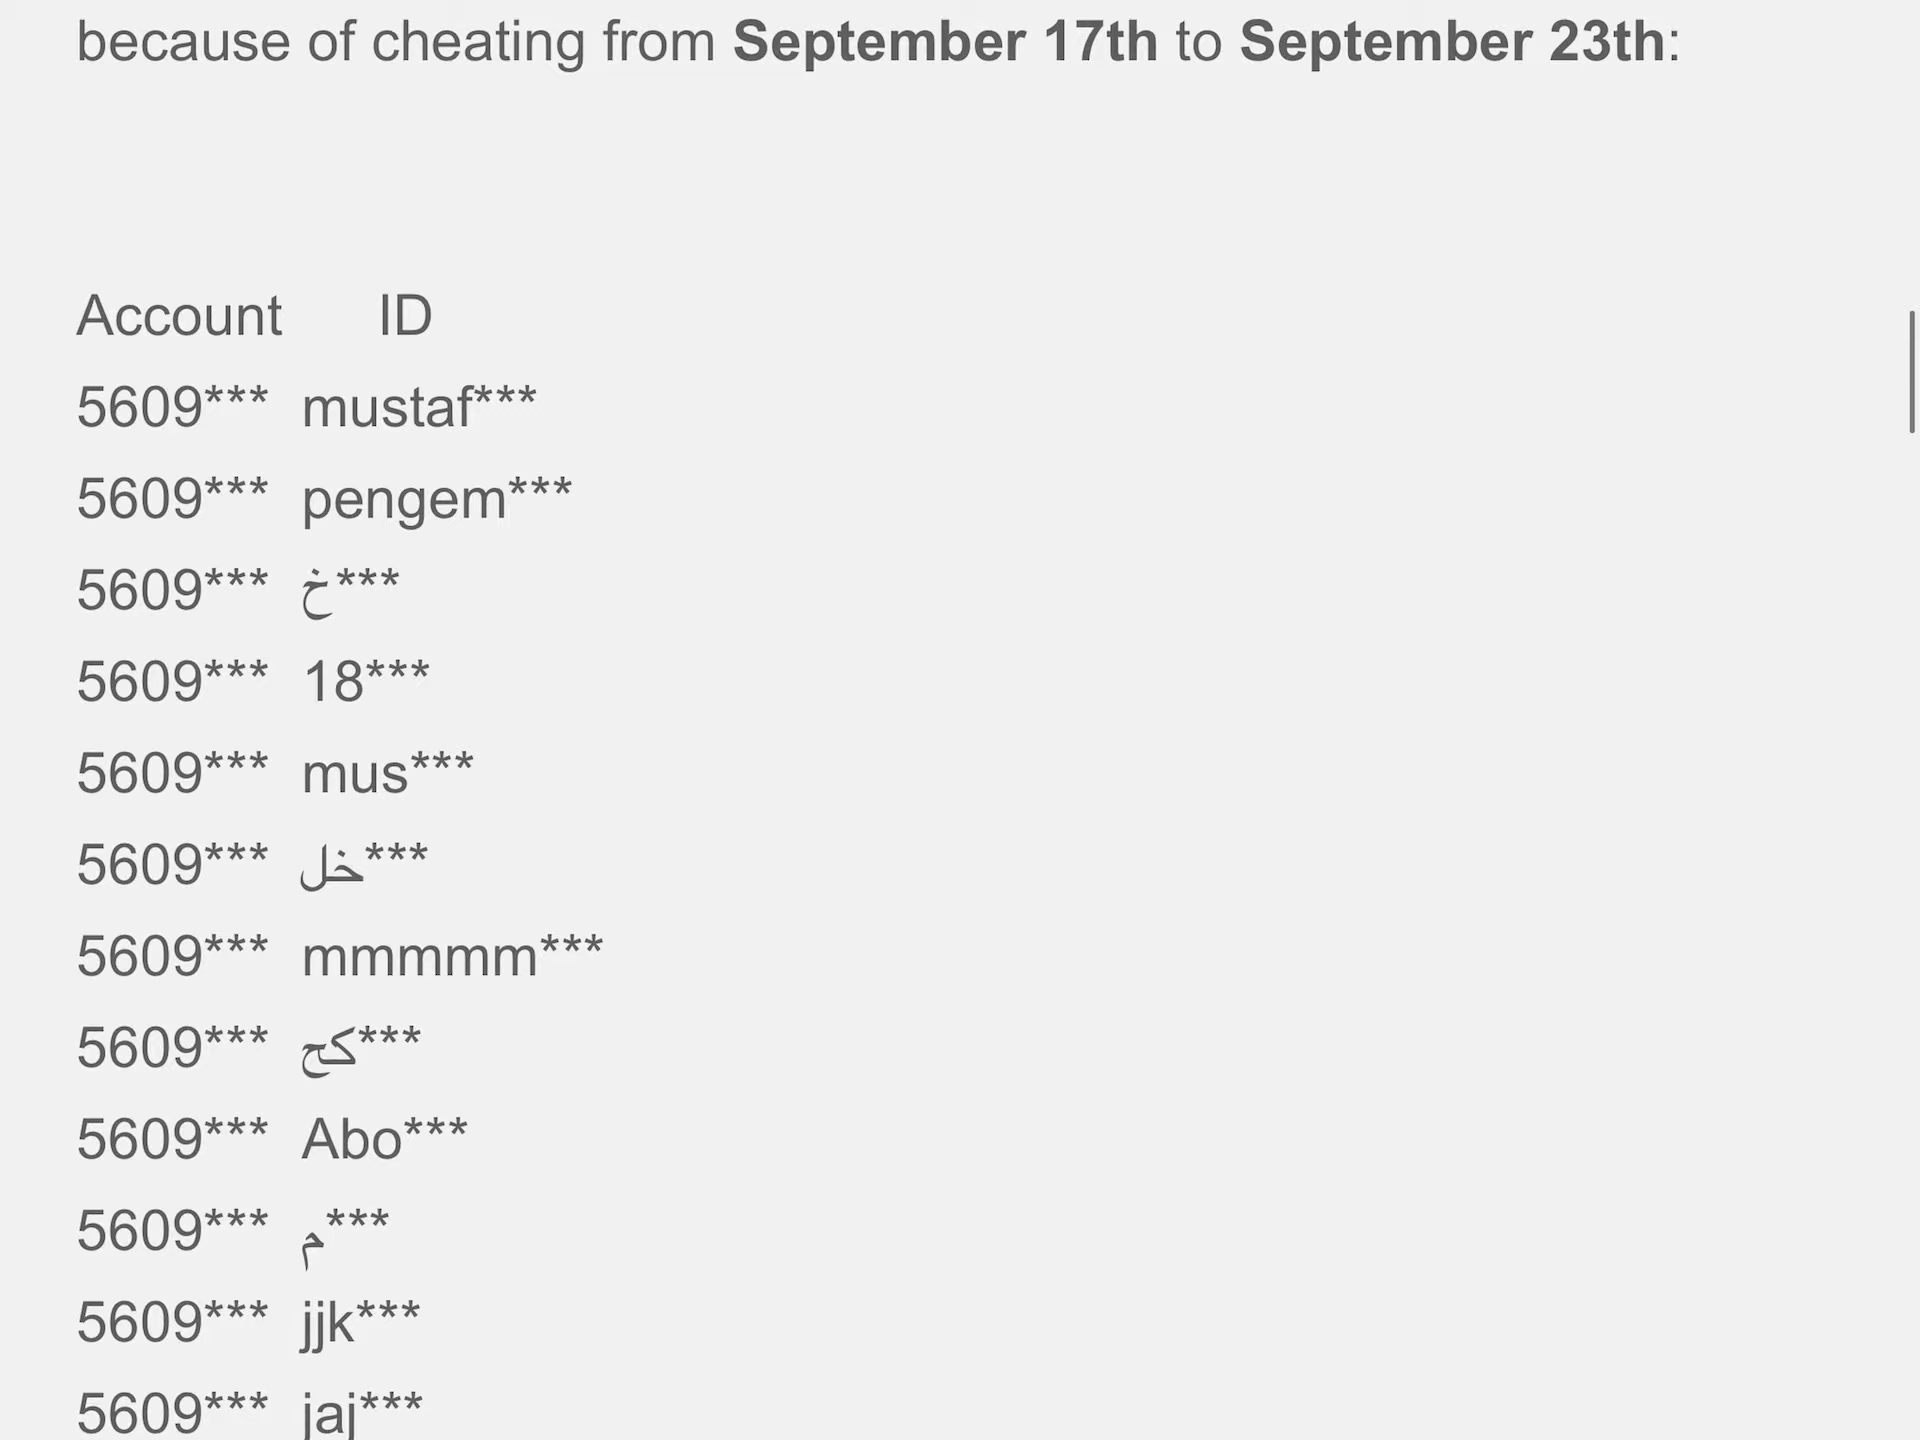 because of cheating from September 17th to September 23th:
Account ID
5609*** mustaf***
5609*** pengem***
5609*** خ***
5609*** 18***
5609*** mus***
5609*** خل***
5609*** mmmmm***
5609*** كح***
5609*** Abo***
5609*** م***
5609*** jjk***
5609*** jaj***